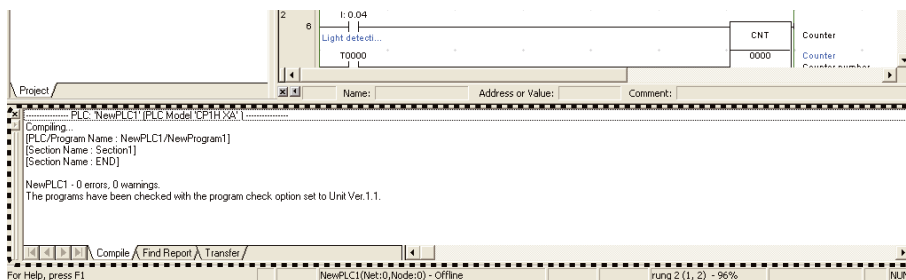 2
6
I: 0.04
Light detecti...
T0000
CNT
Counter
0000
Counter
Counter number
Project
Name:
Address or Value:
Comment:
[--------------- PLC: 'NewPLC1' (PLC Model 'CP1H XA' ) ---------------
Compiling...
[PLC/Program Name : NewPLC1/NewProgram1]
[Section Name : Section1]
[Section Name : END]
NewPLC1 - 0 errors, 0 warnings.
The programs have been checked with the program check option set to Unit Ver.1.1.
Compile
Find Report
Transfer
For Help, press F1
NewPLC1(Net:0,Node:0) - Offline
rung 2 (1, 2) - 96%